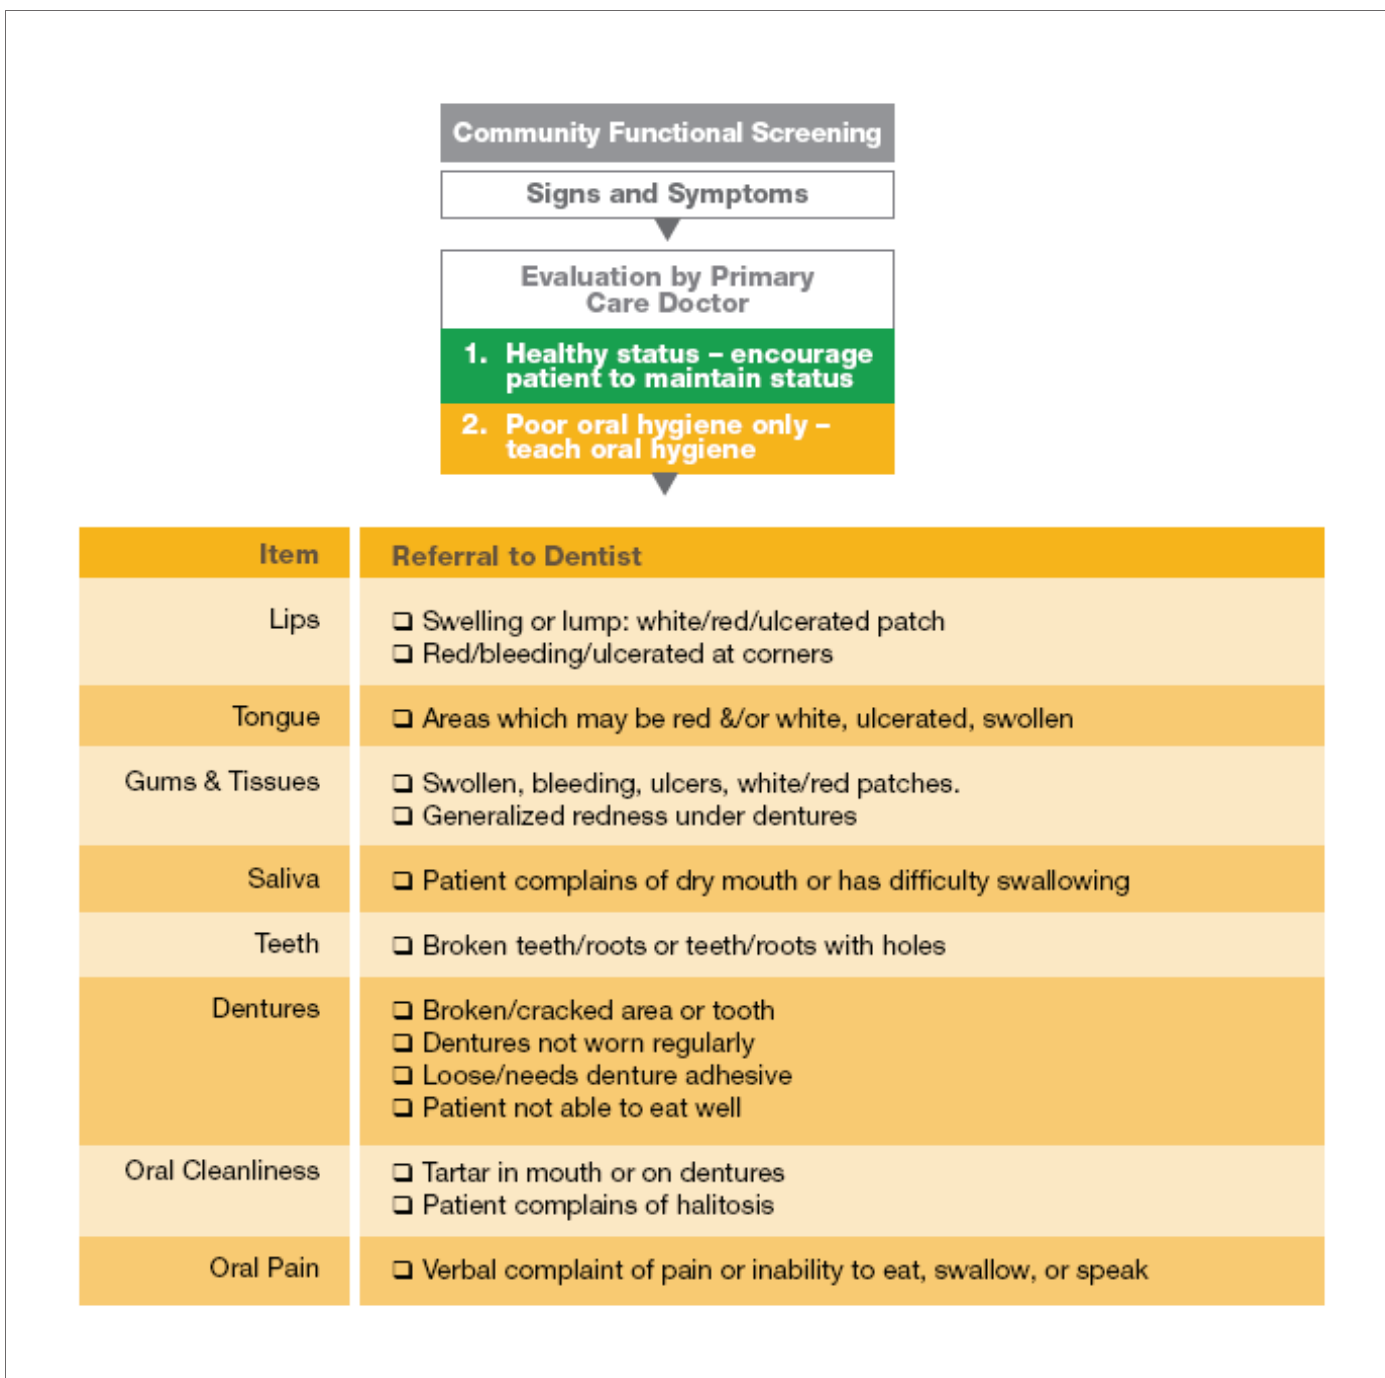 Community Functional Screening
Signs and Symptoms
Evaluation by Primary
Care Doctor
1. Healthy status – encourage
patient to maintain status
2. Poor oral hygiene only –
teach oral hygiene
Item
Referral to Dentist
Lips
❑ Swelling or lump: white/red/ulcerated patch
❑ Red/bleeding/ulcerated at corners
Tongue
❑ Areas which may be red &/or white, ulcerated, swollen
Gums & Tissues
❑ Swollen, bleeding, ulcers, white/red patches.
❑ Generalized redness under dentures
Saliva
❑ Patient complains of dry mouth or has difficulty swallowing
Teeth
❑ Broken teeth/roots or teeth/roots with holes
Dentures
❑ Broken/cracked area or tooth
❑ Dentures not worn regularly
❑ Loose/needs denture adhesive
❑ Patient not able to eat well
Oral Cleanliness
❑ Tartar in mouth or on dentures
❑ Patient complains of halitosis
Oral Pain
❑ Verbal complaint of pain or inability to eat, swallow, or speak